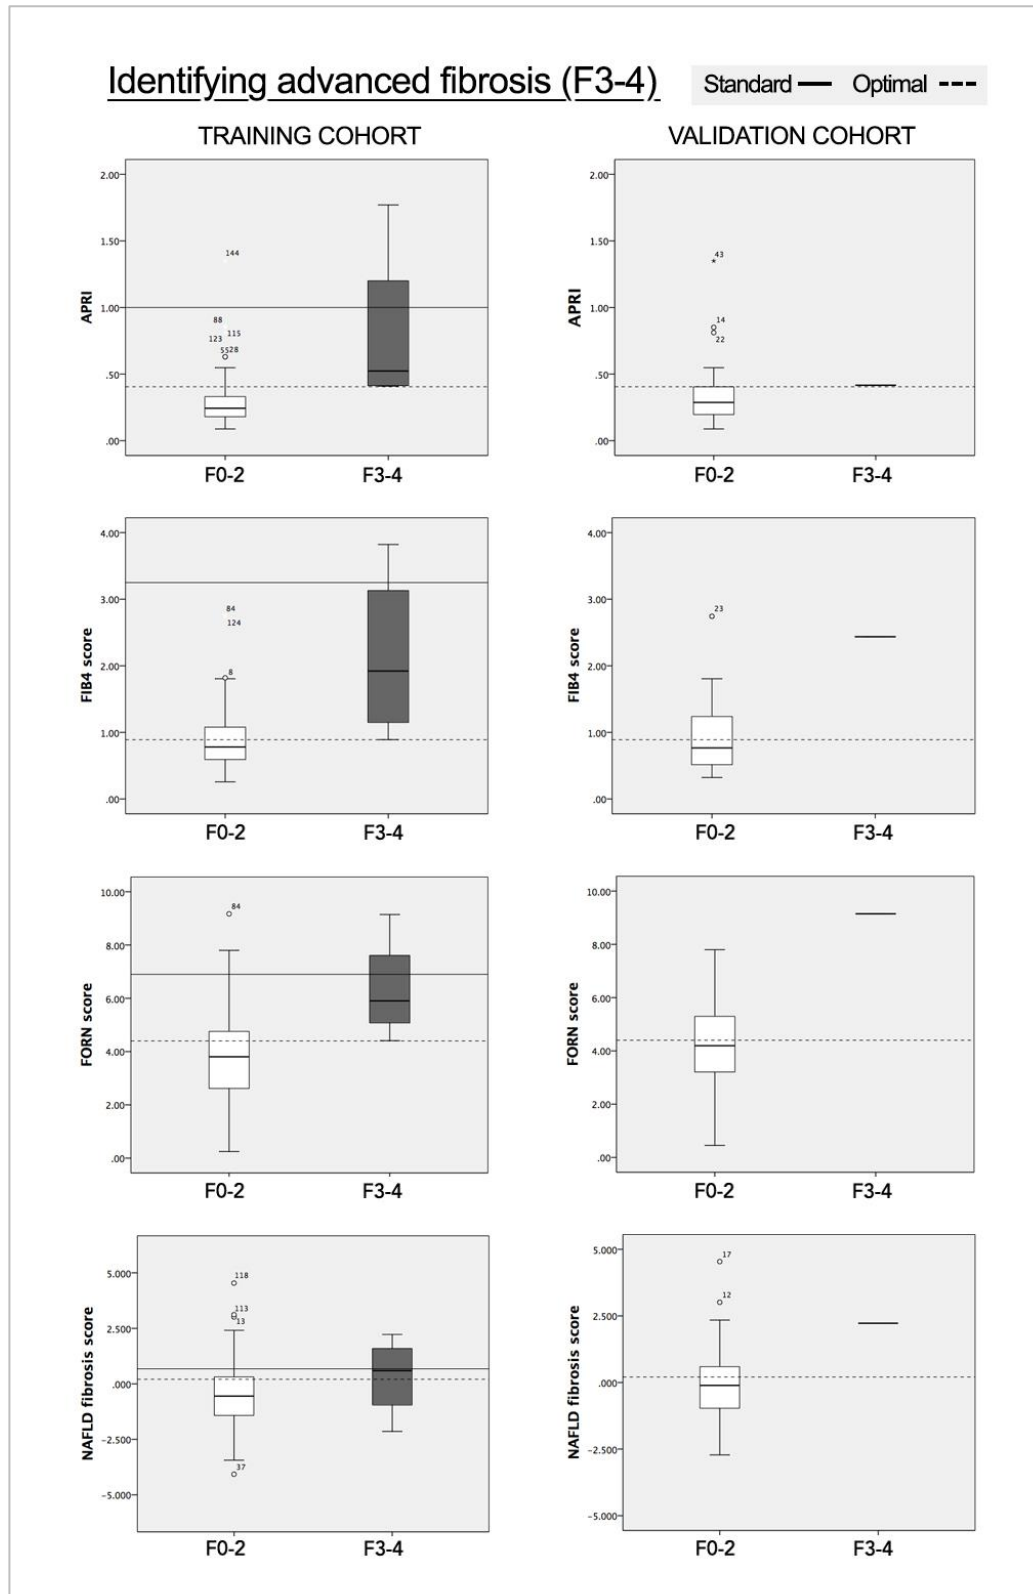 Identifying advanced fibrosis (F3-4)
Standard Optimal
TRAINING COHORT
VALIDATION COHORT
APRI
2.00
1.50
1.00
.50
.00
144
88
115
123
5528
F0-2
F3-4
APRI
2.00
1.50
1.00
.50
.00
43
14
22
F0-2
F3-4
FIB4 score
4.00
3.00
2.00
1.00
.00
84
124
8
F0-2
F3-4
FIB4 score
4.00
3.00
2.00
1.00
.00
23
F0-2
F3-4
FORN score
10.00
8.00
6.00
4.00
2.00
.00
84
F0-2
F3-4
FORN score
10.00
8.00
6.00
4.00
2.00
.00
F0-2
F3-4
NAFLD fibrosis score
5.000
2.500
.000
-2.500
-5.000
118
113
13
37
F0-2
F3-4
NAFLD fibrosis score
5.000
2.500
.000
-2.500
-5.000
17
12
F0-2
F3-4